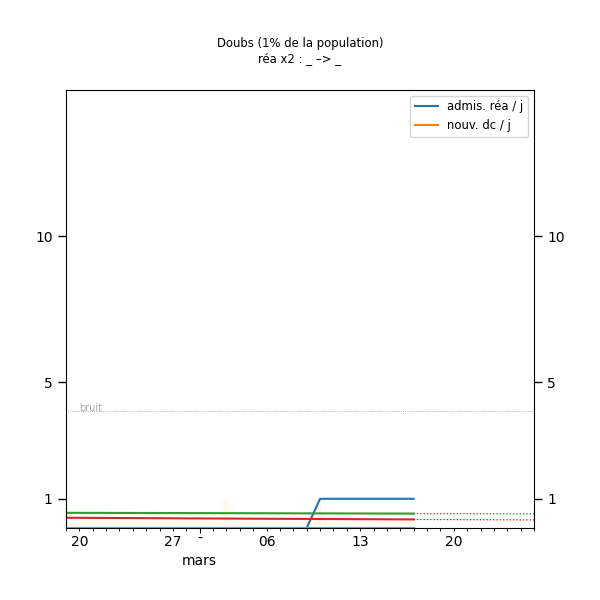 Doubs (1% de la population)
réa x2 : _ –> _
admis. réa / j
nouv. dc / j
10 10
5 5
bruit
1 1
20 27 - 06 13 20
mars